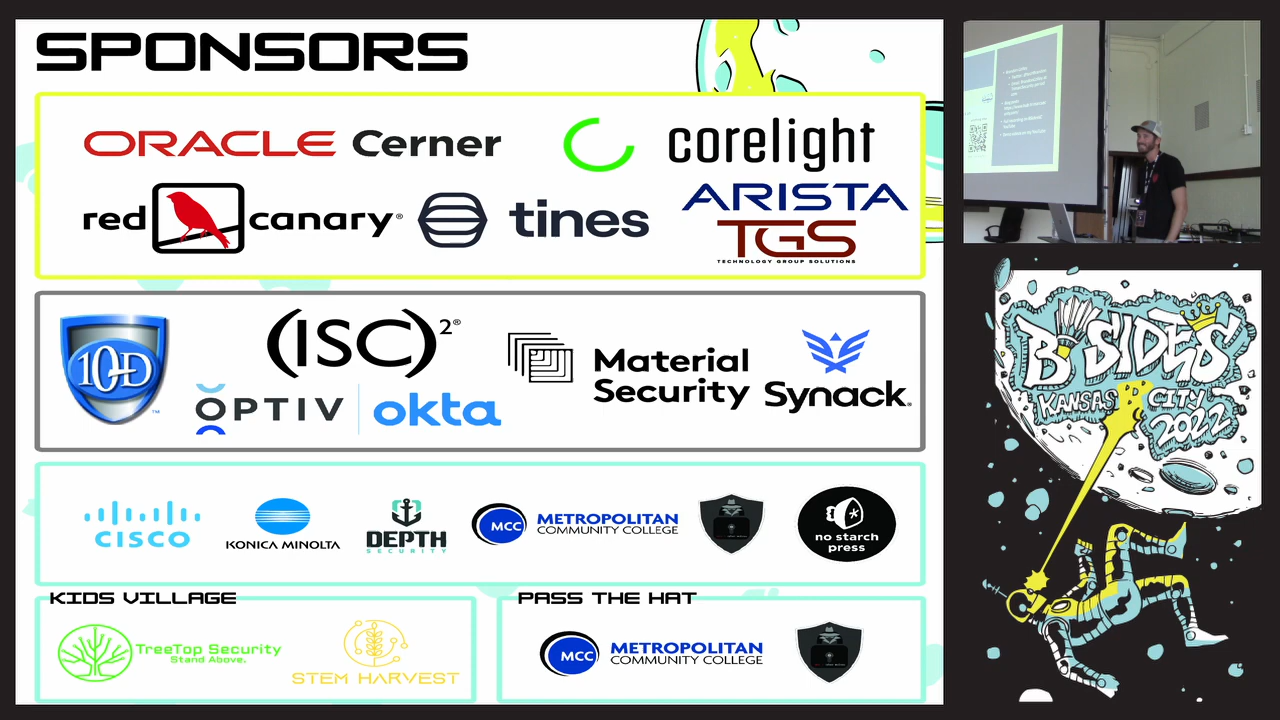 SPONSORS
ORACLE Cerner
corelight
red canary®
tines
ARISTA
TGS
TECHNOLOGY GROUP SOLUTIONS
10-D
TM
(ISC)2®
OPTIV
okta
Material
Security
Synack®
CISCO
KONICA MINOLTA
DEPTH
SECURITY
MCC
METROPOLITAN
COMMUNITY COLLEGE
no starch
press
KIDS VILLAGE
TreeTop Security
Stand Above.
STEM HARVEST
PASS THE HAT
MCC
METROPOLITAN
COMMUNITY COLLEGE
B SIDES
KANSAS CITY
2022